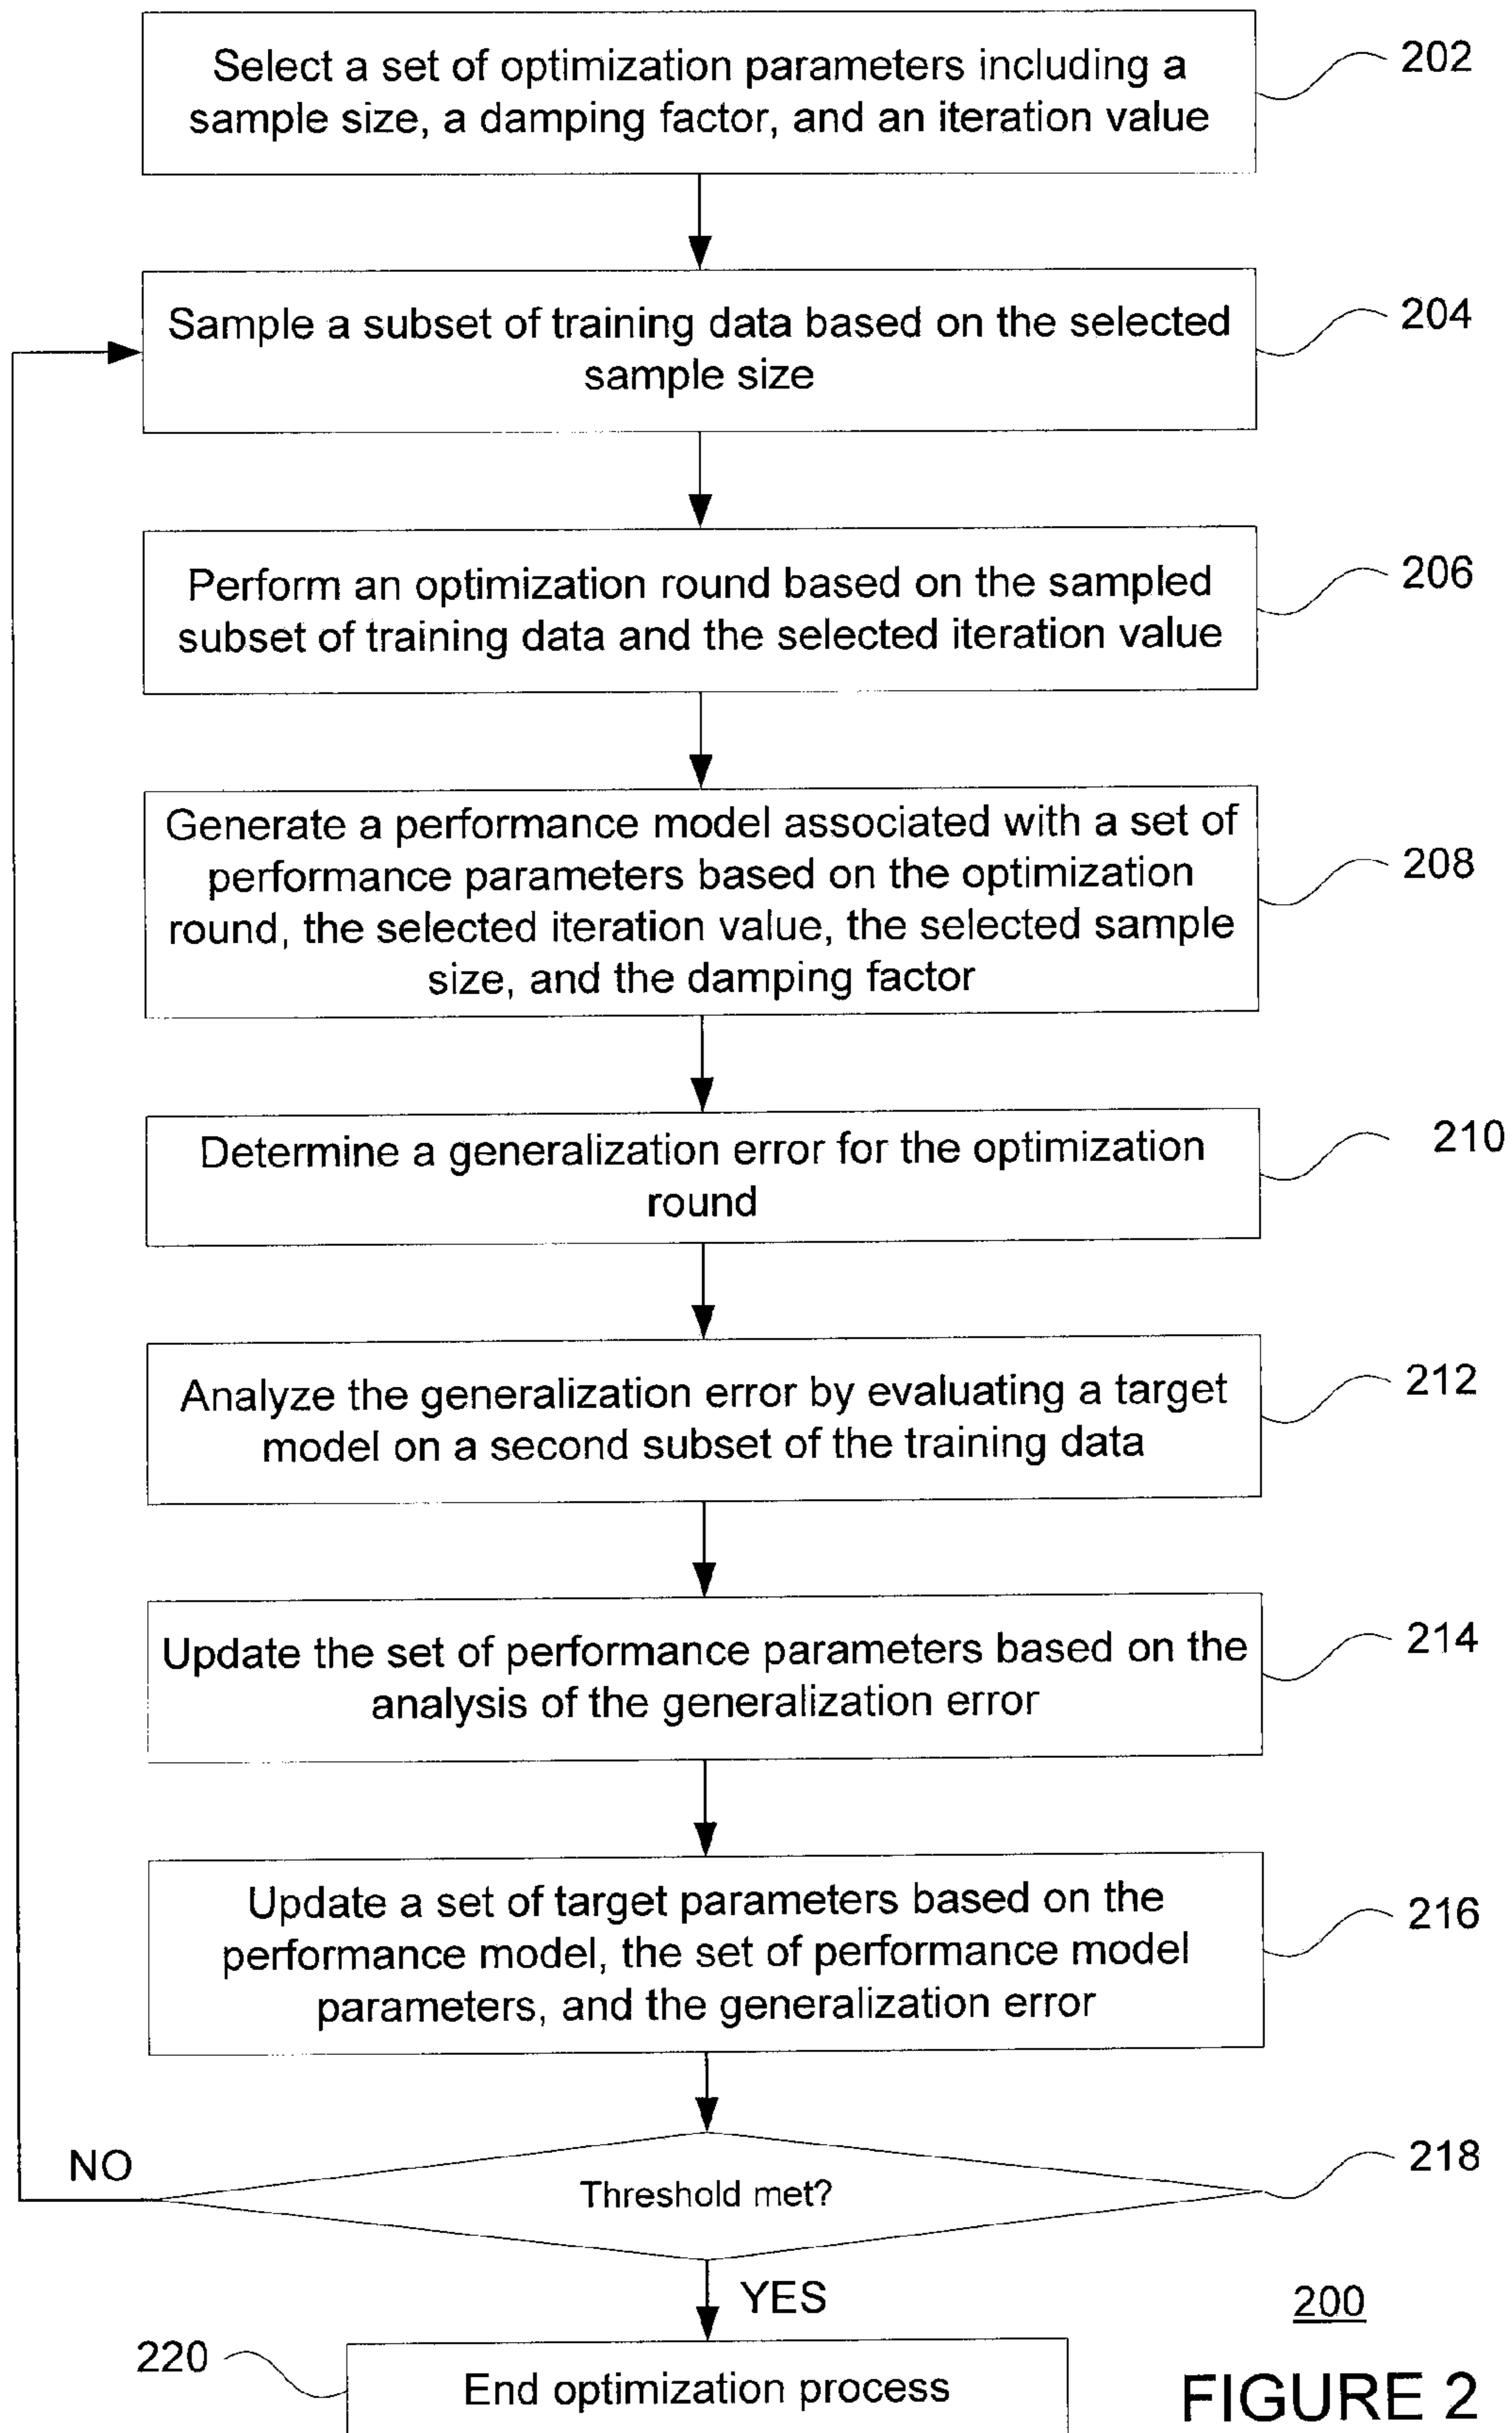 Select a set of optimization parameters including a
sample size, a damping factor, and an iteration value
202
Sample a subset of training data based on the selected
sample size
204
Perform an optimization round based on the sampled
subset of training data and the selected iteration value
206
Generate a performance model associated with a set of
performance parameters based on the optimization
round, the selected iteration value, the selected sample
size, and the damping factor
208
Determine a generalization error for the optimization
round
210
Analyze the generalization error by evaluating a target
model on a second subset of the training data
212
Update the set of performance parameters based on the
analysis of the generalization error
214
Update a set of target parameters based on the
performance model, the set of performance model
parameters, and the generalization error
216
NO
Threshold met?
218
YES
200
220
End optimization process
FIGURE 2